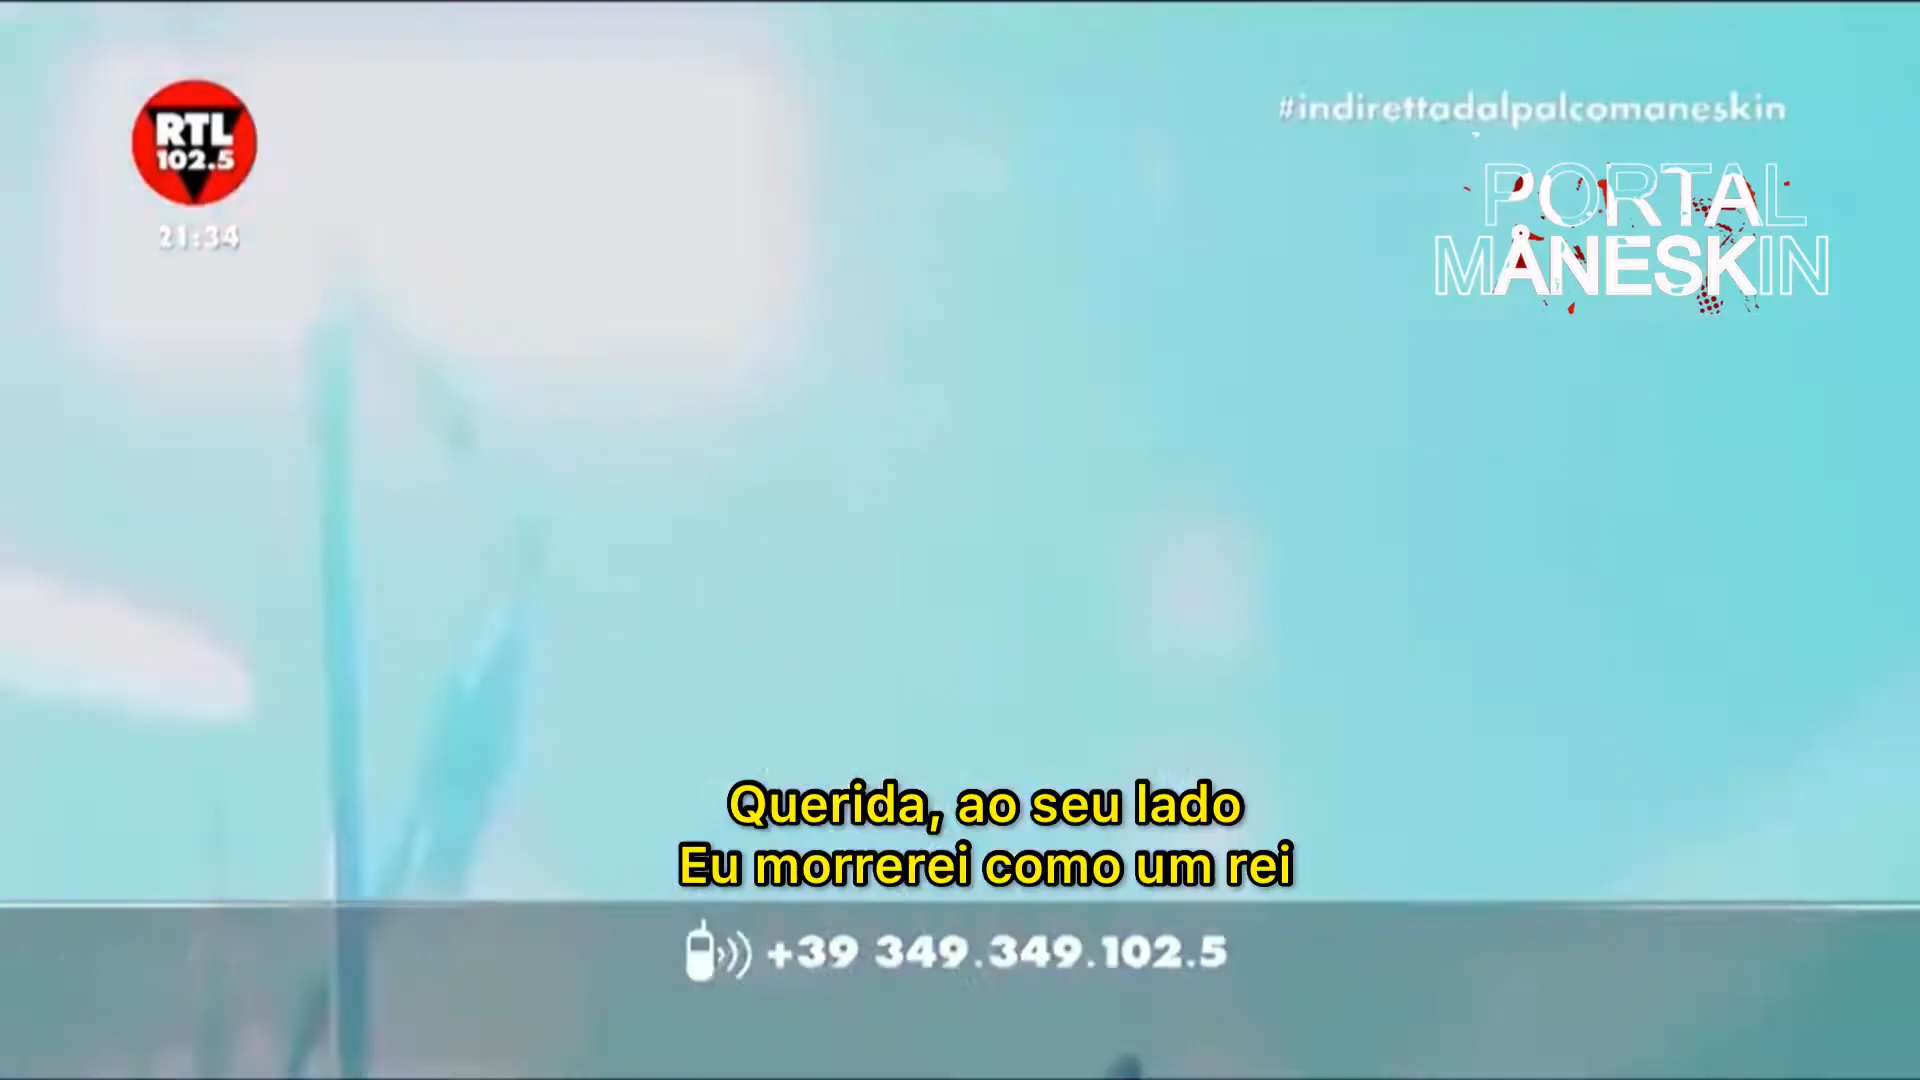 RTL
102.5
21:34
#indirettadalpalcomaneskin
PORTAL
MÅNESKIN
Querida, ao seu lado
Eu morrerei como um rei
+39 349.349.102.5